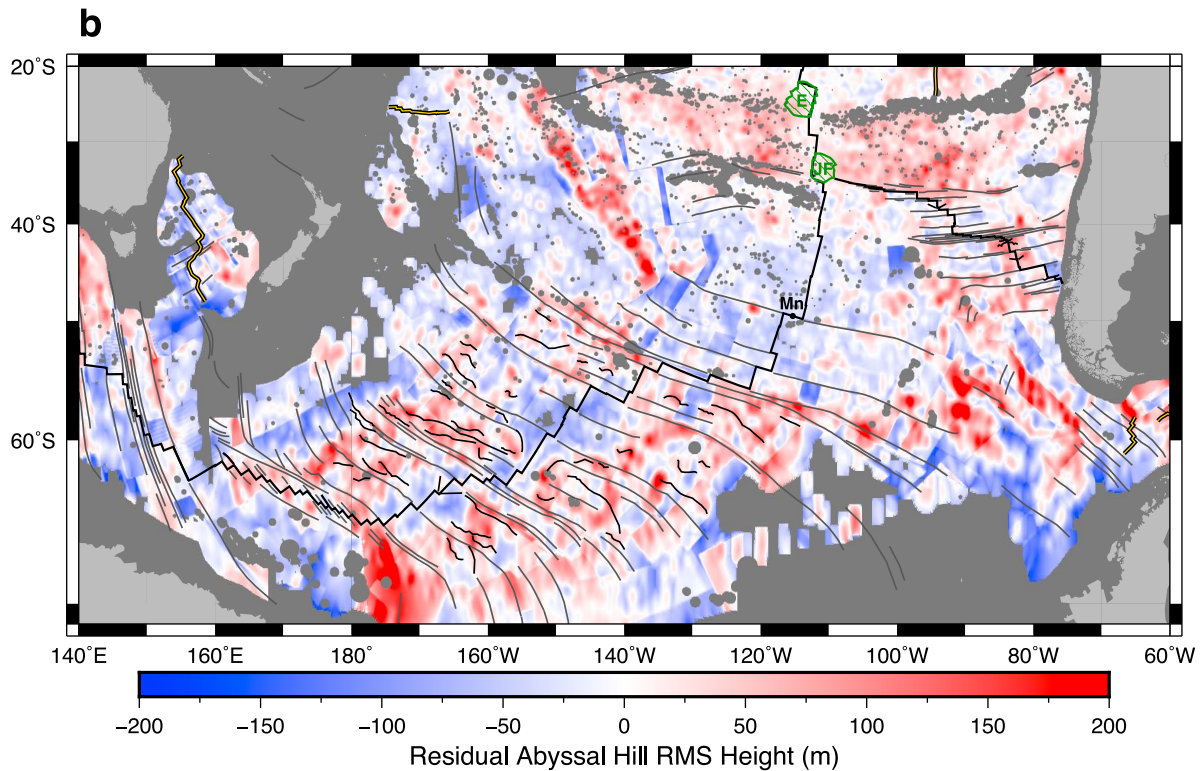 b
20˚S
40˚S
60˚S
E
JF
Mn
140˚E 160˚E 180˚ 160˚W 140˚W 120˚W 100˚W 80˚W 60˚W
−200 −150 −100 −50 0 50 100 150 200
Residual Abyssal Hill RMS Height (m)